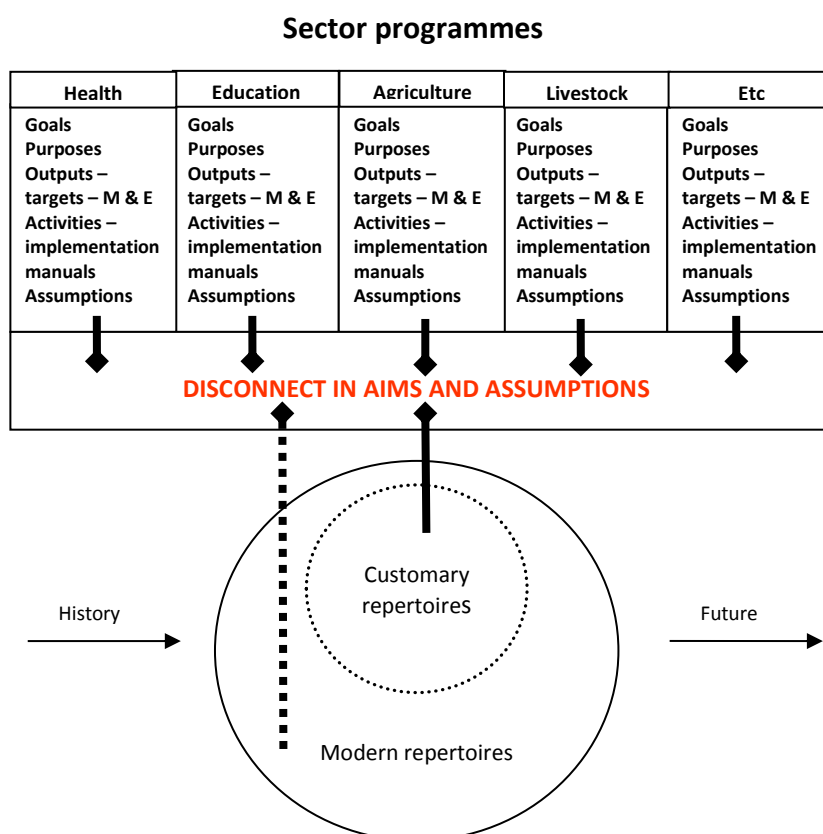 Sector programmes
Health
Goals
Purposes
Outputs –
targets – M & E
Activities –
implementation
manuals
Assumptions
Education
Goals
Purposes
Outputs –
targets – M & E
Activities –
implementation
manuals
Assumptions
Agriculture
Goals
Purposes
Outputs –
targets – M & E
Activities –
implementation
manuals
Assumptions
Livestock
Goals
Purposes
Outputs –
targets – M & E
Activities –
implementation
manuals
Assumptions
Etc
Goals
Purposes
Outputs –
targets – M & E
Activities –
implementation
manuals
Assumptions
DISCONNECT IN AIMS AND ASSUMPTIONS
Customary
repertoires
History
Future
Modern repertoires